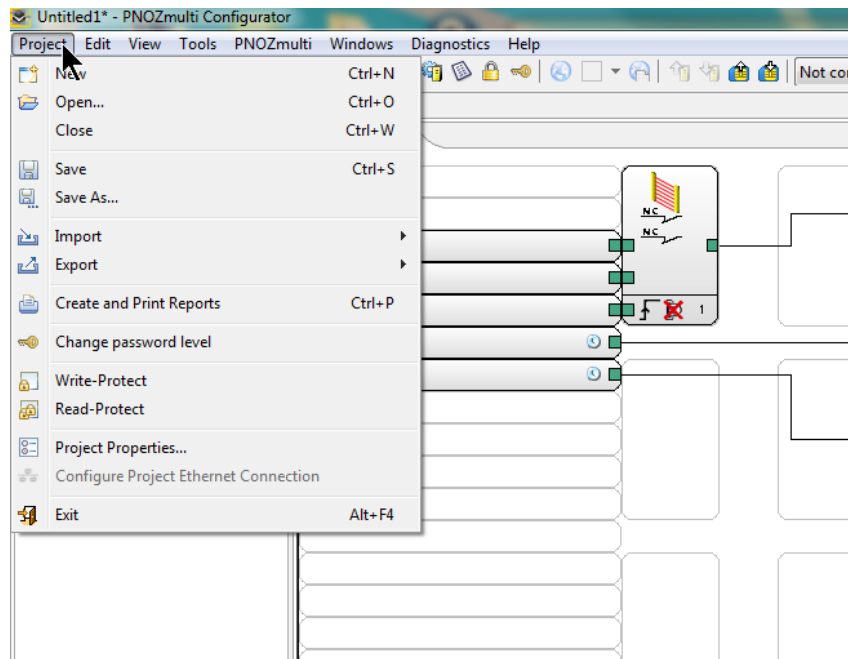 Untitled1* - PNOZmulti Configurator
Project Edit View Tools PNOZmulti Windows Diagnostics Help
New Ctrl+N
Not co
Open... Ctrl+O
Close Ctrl+W
Save Ctrl+S
Save As...
Import
Export
Create and Print Reports Ctrl+P
Change password level
Write-Protect
Read-Protect
Project Properties...
Configure Project Ethernet Connection
Exit Alt+F4
NC
NC
1